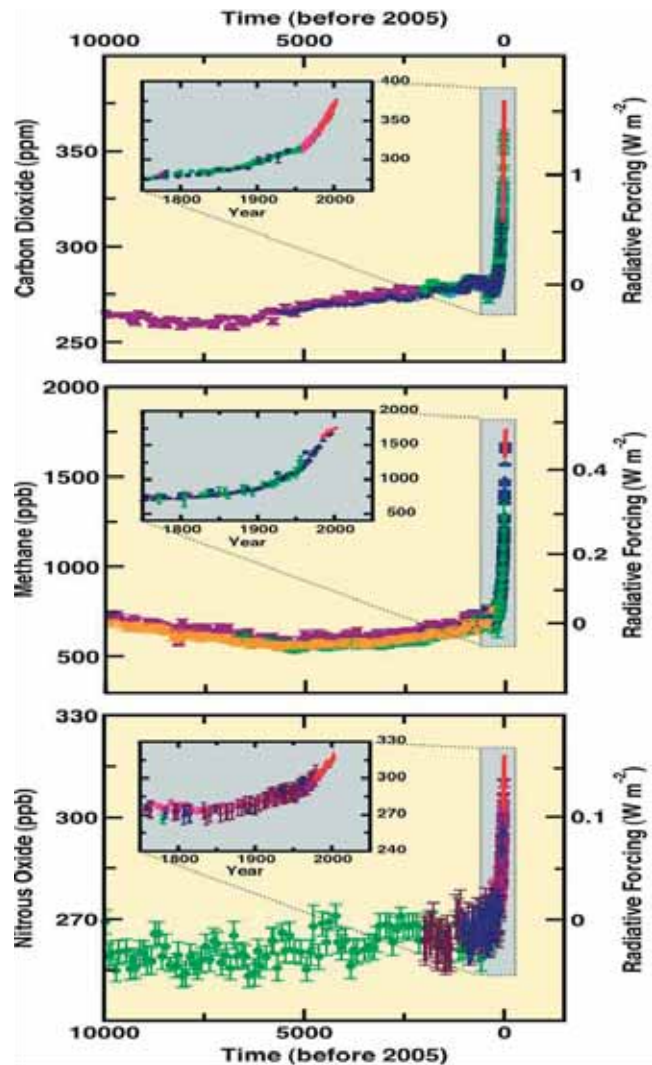 Time (before 2005)
10000 5000 0
400
350
300
1800 1900 2000
Year
350
300
250
Carbon Dioxide (ppm)
1
0
Radiative Forcing (W m-2)
2000
1500
1000
500
1800 1900 2000
Year
2000
1500
1000
500
Methane (ppb)
0.4
0.2
0
Radiative Forcing (W m-2)
330
300
270
240
1800 1900 2000
Year
330
300
270
Nitrous Oxide (ppb)
0.1
0
Radiative Forcing (W m-2)
10000 5000 0
Time (before 2005)